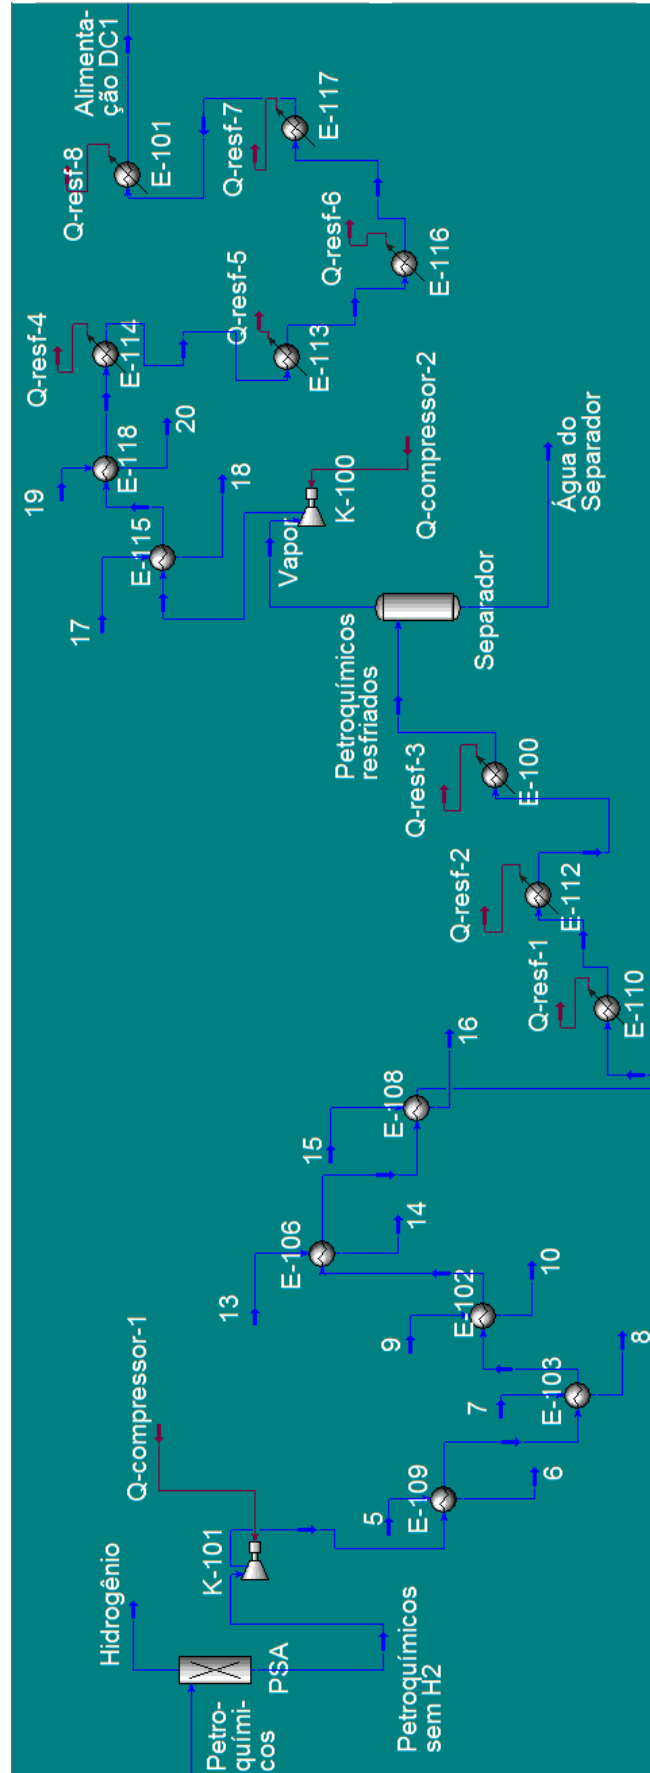 Petro-
quími-
cos
Hidrogênio
PSA
Petroquímicos
sem H2
K-101
Q-compressor-1
5
E-109
6
7
E-103
8
9
E-102
10
13
E-106
14
15
E-108
16
Q-resf-1
E-110
Q-resf-2
E-112
Q-resf-3
E-100
Petroquímicos
resfriados
Separador
Água do
Separador
Vapor
K-100
Q-compressor-2
17
E-115
18
19
E-118
20
Q-resf-4
E-114
Q-resf-5
E-113
Q-resf-6
E-116
Q-resf-7
E-117
Q-resf-8
E-101
Alimenta-
ção DC1